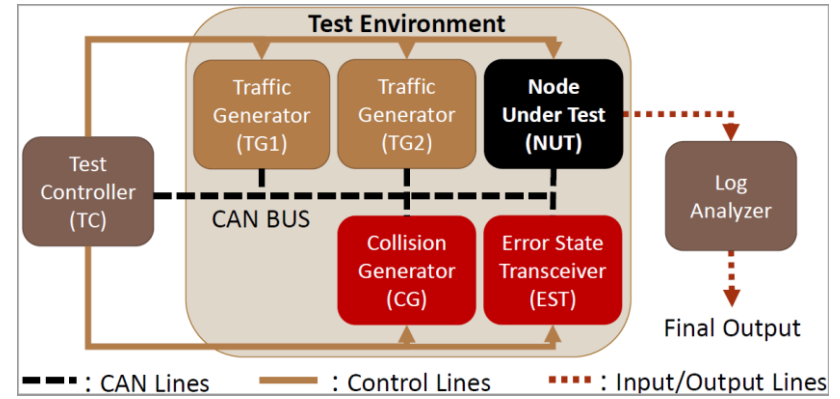 Test Environment
Traffic
Generator
(TG1)
Traffic
Generator
(TG2)
Node
Under Test
(NUT)
Test
Controller
(TC)
CAN BUS
Log
Analyzer
Collision
Generator
(CG)
Error State
Transceiver
(EST)
Final Output
: CAN Lines
: Control Lines
: Input/Output Lines